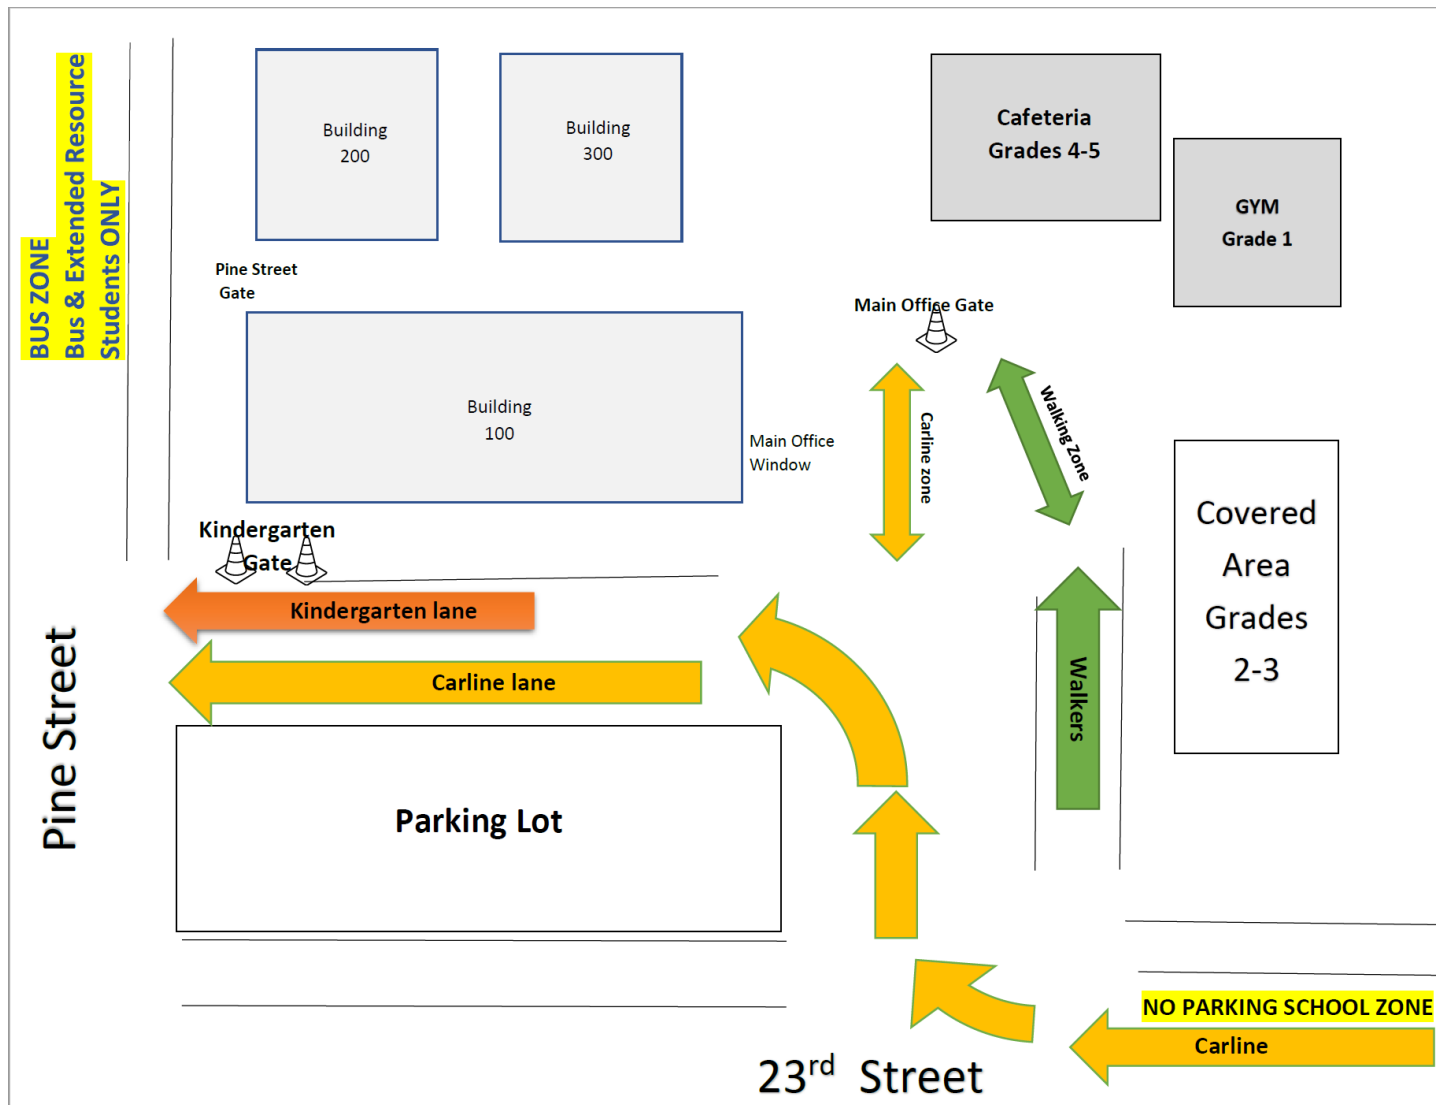 BUS ZONE
Bus & Extended Resource
Students ONLY
Building
200
Building
300
Cafeteria
Grades 4-5
GYM
Grade 1
Pine Street
Gate
Main Office Gate
Building
100
Main Office
Window
Carline zone
Walking Zone
Covered
Area
Grades
2-3
Kindergarten
Gate
Kindergarten lane
Carline lane
Walkers
Pine Street
Parking Lot
NO PARKING SCHOOL ZONE
Carline
23rd Street